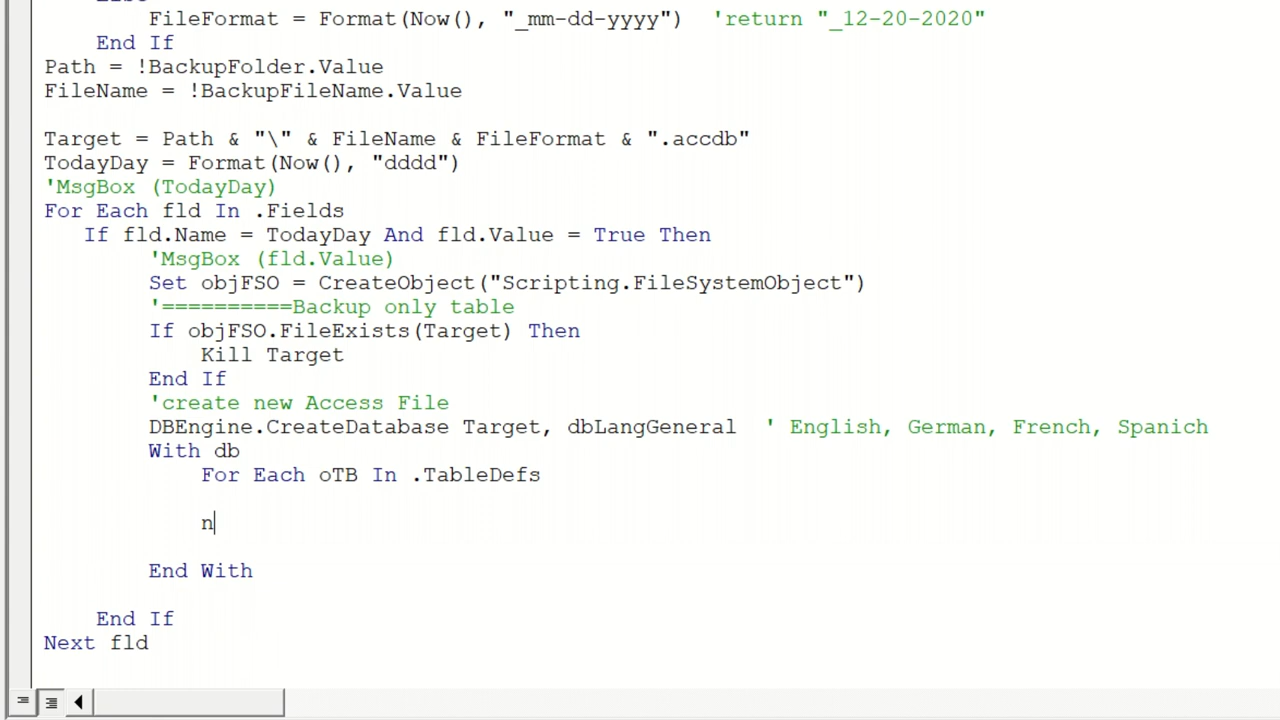 FileFormat = Format(Now(), "_mm-dd-yyyy")  'return "_12-20-2020"
End If
Path = !BackupFolder.Value
FileName = !BackupFileName.Value
Target = Path & "\" & FileName & FileFormat & ".accdb"
TodayDay = Format(Now(), "dddd")
'MsgBox (TodayDay)
For Each fld In .Fields
If fld.Name = TodayDay And fld.Value = True Then
'MsgBox (fld.Value)
Set objFSO = CreateObject("Scripting.FileSystemObject")
'==========Backup only table
If objFSO.FileExists(Target) Then
Kill Target
End If
'create new Access File
DBEngine.CreateDatabase Target, dbLangGeneral  ' English, German, French, Spanich
With db
For Each oTB In .TableDefs
n
End With
End If
Next fld